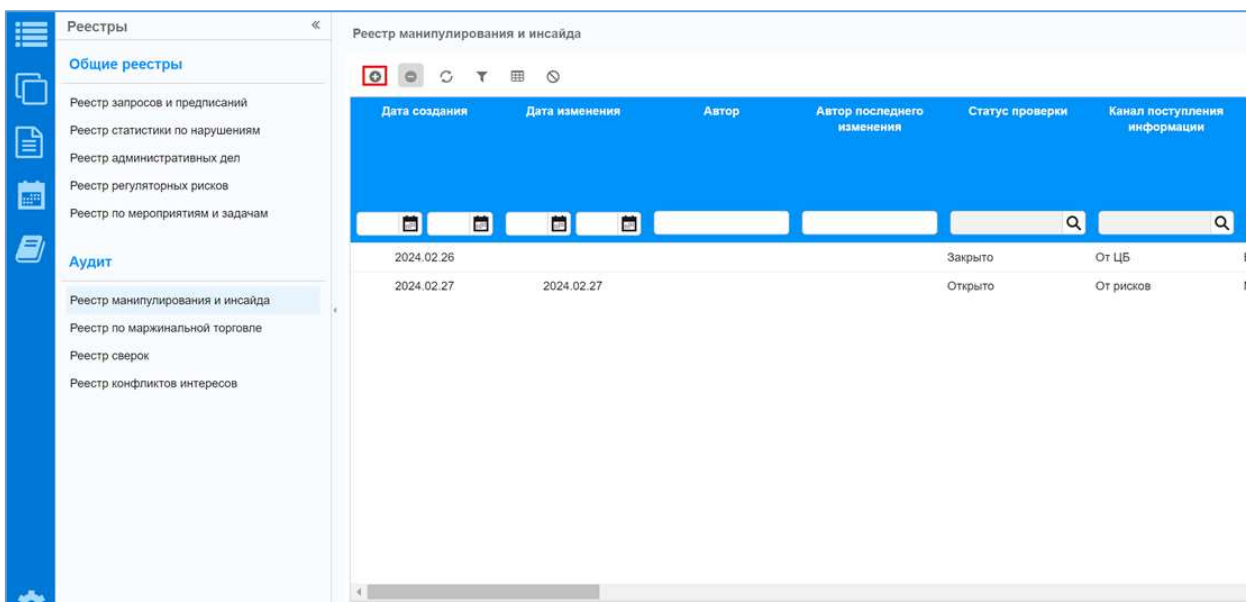 Реестры
Общие реестры
Реестр запросов и предписаний
Реестр статистики по нарушениям
Реестр административных дел
Реестр регуляторных рисков
Реестр по мероприятиям и задачам
Аудит
Реестр манипулирования и инсайда
Реестр по маржинальной торговле
Реестр сверок
Реестр конфликтов интересов
Реестр манипулирования и инсайда
Дата создания Дата изменения Автор Автор последнего Статус проверки Канал поступления
изменения информации
2024.02.26 Закрыто От ЦБ
2024.02.27 2024.02.27 Открыто От рисков